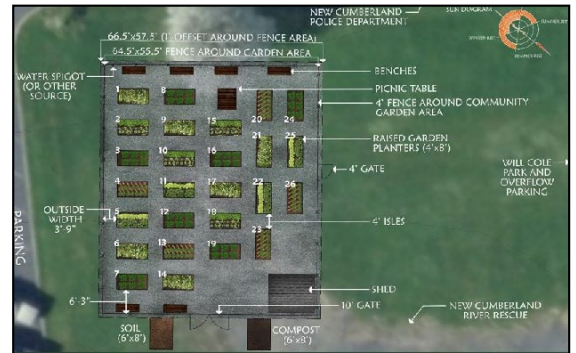 NEW CUMBERLAND
POLICE DEPARTMENT
SUN DIAGRAM
66.5'x57.5' (1' OFFSET AROUND FENCE AREA)
64.5'x55.5' FENCE AROUND GARDEN AREA
WATER SPIGOT
(OR OTHER
SOURCE)
BENCHES
PICNIC TABLE
4' FENCE AROUND COMMUNITY
GARDEN AREA
RAISED GARDEN
PLANTERS (4'x8')
4' GATE
WILL COLE
PARK AND
OVERFLOW
PARKING
PARKING
OUTSIDE
WIDTH
3'-9"
4' ISLES
6'-3"
SHED
10' GATE
NEW CUMBERLAND
RIVER RESCUE
SOIL
(6'x8')
COMPOST
(6'x8')
1
8
20
24
2
9
15
21
25
3
10
16
4
11
17
22
26
5
12
18
23
6
13
19
7
14